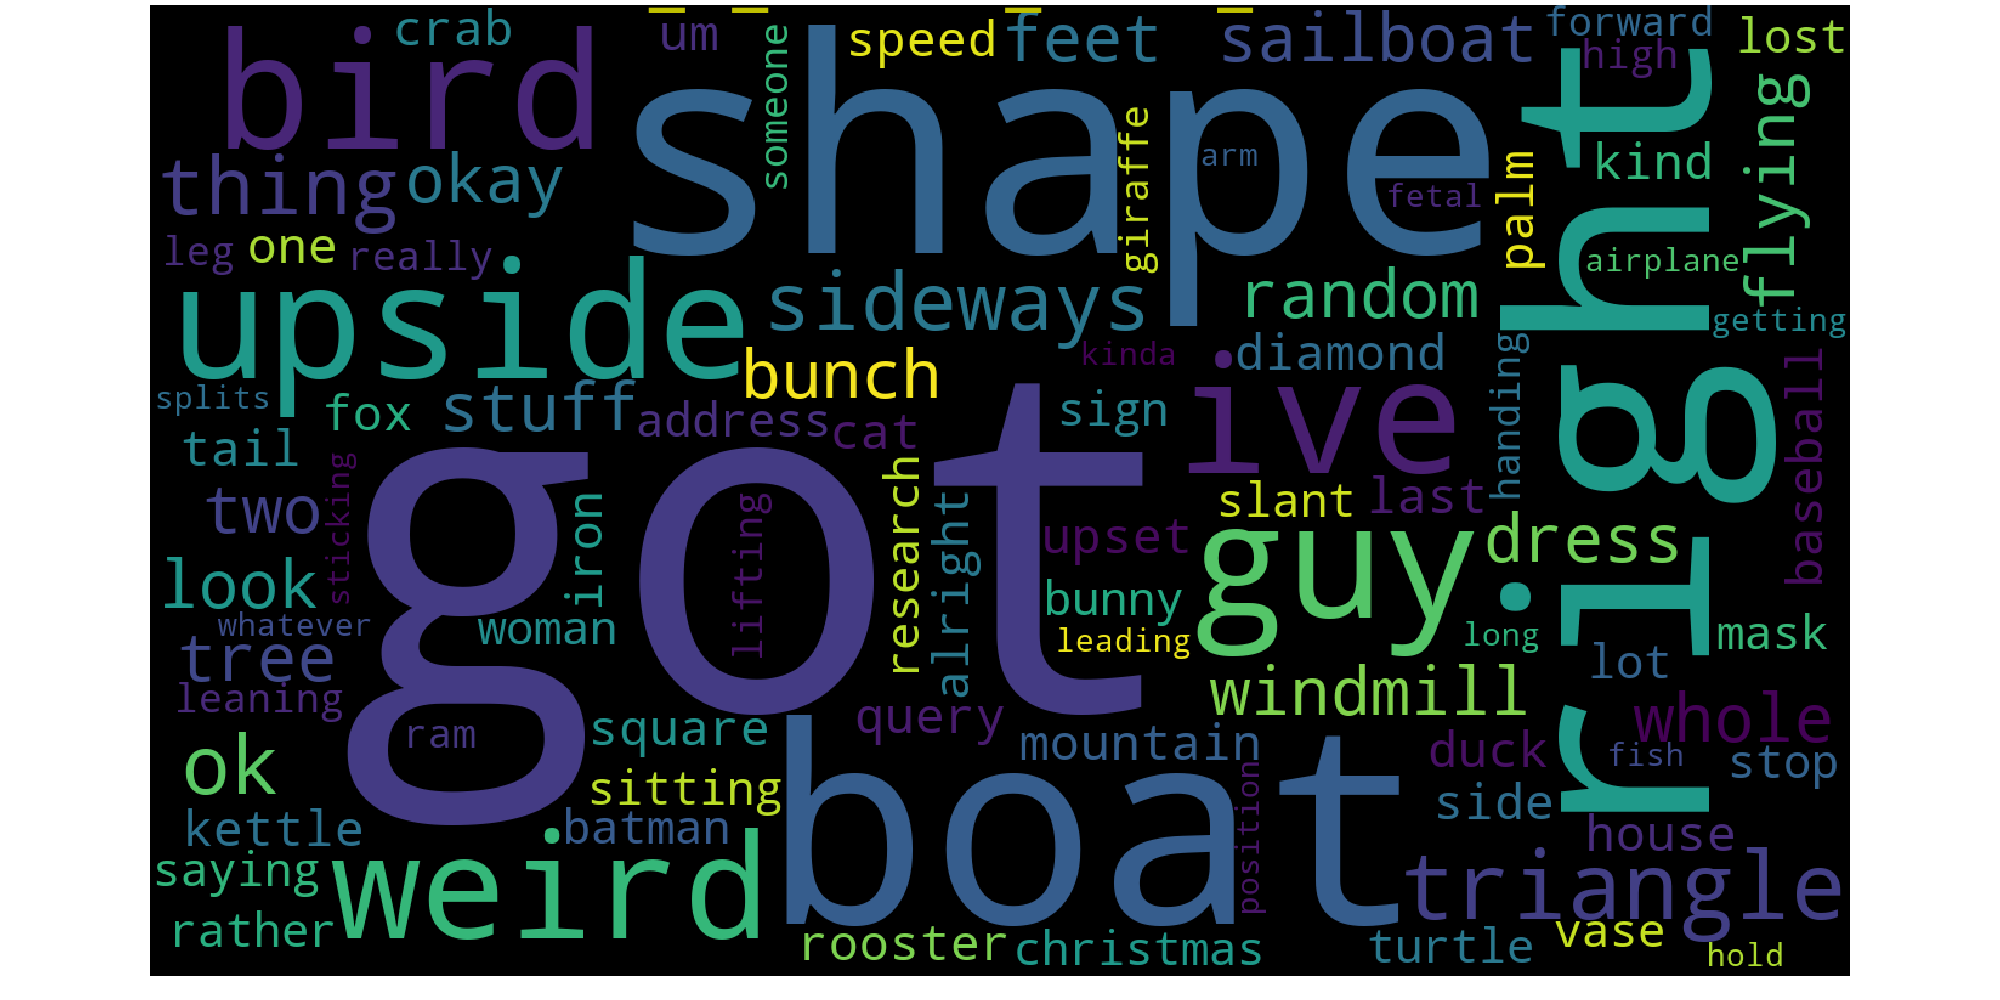 bird
crab
um
speed
feet
sailboat
forward
high
lost
someone
shape
giraffe
arm
fetal
palm
kind
flying
right
airplane
thing
okay
leg
one
really
upside
sideways
random
getting
kinda
diamond
handing
baseball
bunch
ive
splits
fox
stuff
address
cat
sign
tail
sticking
two
iron
lifting
research
alright
slant
last
upset
guy
dress
got
look
bunny
long
mask
whatever
woman
leading
tree
lot
windmill
leaning
whole
ram
square
query
mountain
duck
fish
stop
ok
sitting
boat
position
side
kettle
batman
house
saying
weird
triangle
rather
rooster
christmas
turtle
vase
hold